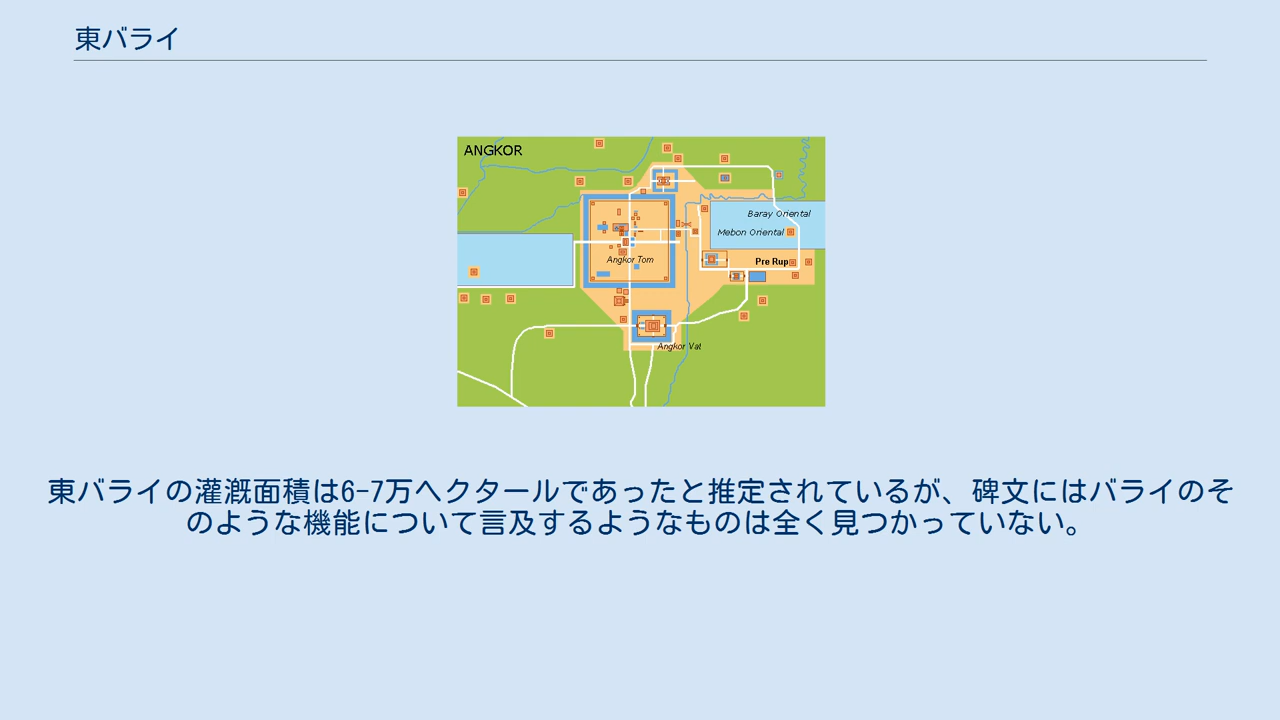 東バライ
ANGKOR
Baray Oriental
Mebon Oriental
Angkor Tom
Pre Rup
Angkor Vat
東バライの灌漑面積は6-7万ヘクタールであったと推定されているが、碑文にはバライのそ
のような機能について言及するようなものは全く見つかっていない。